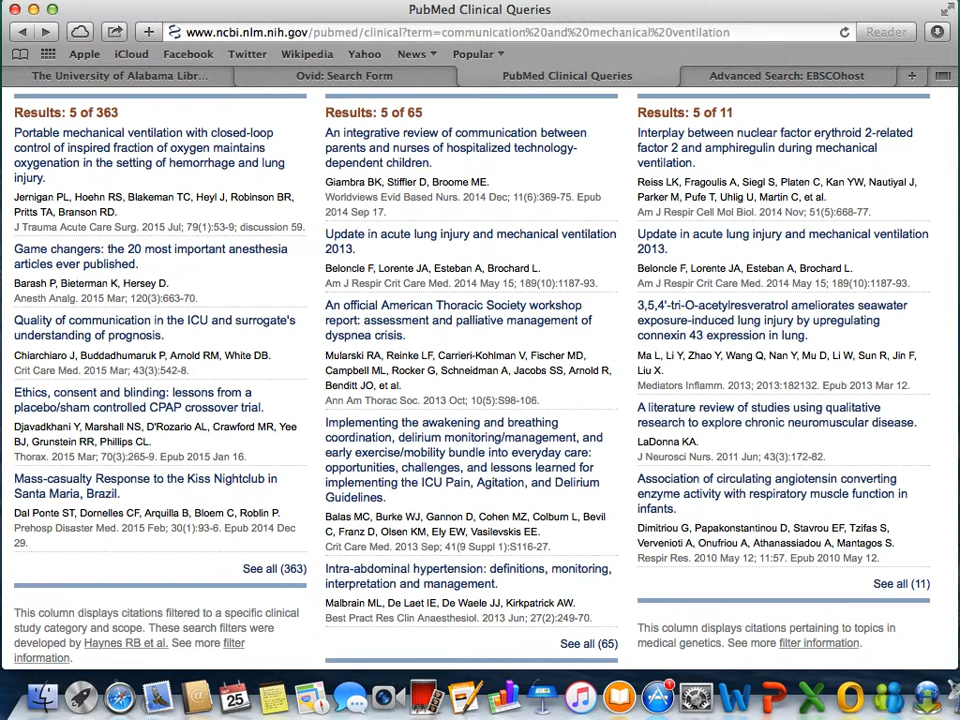 PubMed Clinical Queries
www.ncbi.nlm.nih.gov/pubmed/clinical?term=communication%20and%20mechanical%20ventilation
Reader
Apple iCloud Facebook Twitter Wikipedia Yahoo News Popular
The University of Alabama Libr... Ovid: Search Form PubMed Clinical Queries Advanced Search: EBSCOhost
Results: 5 of 363
Portable mechanical ventilation with closed-loop
control of inspired fraction of oxygen maintains
oxygenation in the setting of hemorrhage and lung
injury.
Jernigan PL, Hoehn RS, Blakeman TC, Heyl J, Robinson BR,
Pritts TA, Branson RD.
J Trauma Acute Care Surg. 2015 Jul; 79(1):53-9; discussion 59.
Game changers: the 20 most important anesthesia
articles ever published.
Barash P, Bieterman K, Hersey D.
Anesth Analg. 2015 Mar; 120(3):663-70.
Quality of communication in the ICU and surrogate's
understanding of prognosis.
Chiarchiaro J, Buddadhumaruk P, Arnold RM, White DB.
Crit Care Med. 2015 Mar; 43(3):542-8.
Ethics, consent and blinding: lessons from a
placebo/sham controlled CPAP crossover trial.
Djavadkhani Y, Marshall NS, D'Rozario AL, Crawford MR, Yee
BJ, Grunstein RR, Phillips CL.
Thorax. 2015 Mar; 70(3):265-9. Epub 2015 Jan 16.
Mass-casualty Response to the Kiss Nightclub in
Santa Maria, Brazil.
Dal Ponte ST, Dornelles CF, Arquilla B, Bloem C, Roblin P.
Prehosp Disaster Med. 2015 Feb; 30(1):93-6. Epub 2014 Dec
29.
See all (363)
This column displays citations filtered to a specific clinical
study category and scope. These search filters were
developed by Haynes RB et al. See more filter
information.
Results: 5 of 65
An integrative review of communication between
parents and nurses of hospitalized technology-
dependent children.
Giambra BK, Stiffler D, Broome ME.
Worldviews Evid Based Nurs. 2014 Dec; 11(6):369-75. Epub
2014 Sep 17.
Update in acute lung injury and mechanical ventilation
2013.
Beloncle F, Lorente JA, Esteban A, Brochard L.
Am J Respir Crit Care Med. 2014 May 15; 189(10):1187-93.
An official American Thoracic Society workshop
report: assessment and palliative management of
dyspnea crisis.
Mularski RA, Reinke LF, Carrieri-Kohlman V, Fischer MD,
Campbell ML, Rocker G, Schneidman A, Jacobs SS, Arnold R,
Benditt JO, et al.
Ann Am Thorac Soc. 2013 Oct; 10(5):S98-106.
Implementing the awakening and breathing
coordination, delirium monitoring/management, and
early exercise/mobility bundle into everyday care:
opportunities, challenges, and lessons learned for
implementing the ICU Pain, Agitation, and Delirium
Guidelines.
Balas MC, Burke WJ, Gannon D, Cohen MZ, Colburn L, Bevil
C, Franz D, Olsen KM, Ely EW, Vasilevskis EE.
Crit Care Med. 2013 Sep; 41(9 Suppl 1):S116-27.
Intra-abdominal hypertension: definitions, monitoring,
interpretation and management.
Malbrain ML, De Laet IE, De Waele JJ, Kirkpatrick AW.
Best Pract Res Clin Anaesthesiol. 2013 Jun; 27(2):249-70.
See all (65)
Results: 5 of 11
Interplay between nuclear factor erythroid 2-related
factor 2 and amphiregulin during mechanical
ventilation.
Reiss LK, Fragoulis A, Siegl S, Platen C, Kan YW, Nautiyal J,
Parker M, Pufe T, Uhlig U, Martin C, et al.
Am J Respir Cell Mol Biol. 2014 Nov; 51(5):668-77.
Update in acute lung injury and mechanical ventilation
2013.
Beloncle F, Lorente JA, Esteban A, Brochard L.
Am J Respir Crit Care Med. 2014 May 15; 189(10):1187-93.
3,5,4'-tri-O-acetylresveratrol ameliorates seawater
exposure-induced lung injury by upregulating
connexin 43 expression in lung.
Ma L, Li Y, Zhao Y, Wang Q, Nan Y, Mu D, Li W, Sun R, Jin F,
Liu X.
Mediators Inflamm. 2013; 2013:182132. Epub 2013 Mar 12.
A literature review of studies using qualitative
research to explore chronic neuromuscular disease.
LaDonna KA.
J Neurosci Nurs. 2011 Jun; 43(3):172-82.
Association of circulating angiotensin converting
enzyme activity with respiratory muscle function in
infants.
Dimitriou G, Papakonstantinou D, Stavrou EF, Tzifas S,
Vervenioti A, Onufriou A, Athanassiadou A, Mantagos S.
Respir Res. 2010 May 12; 11:57. Epub 2010 May 12.
See all (11)
This column displays citations pertaining to topics in
medical genetics. See more filter information.
25